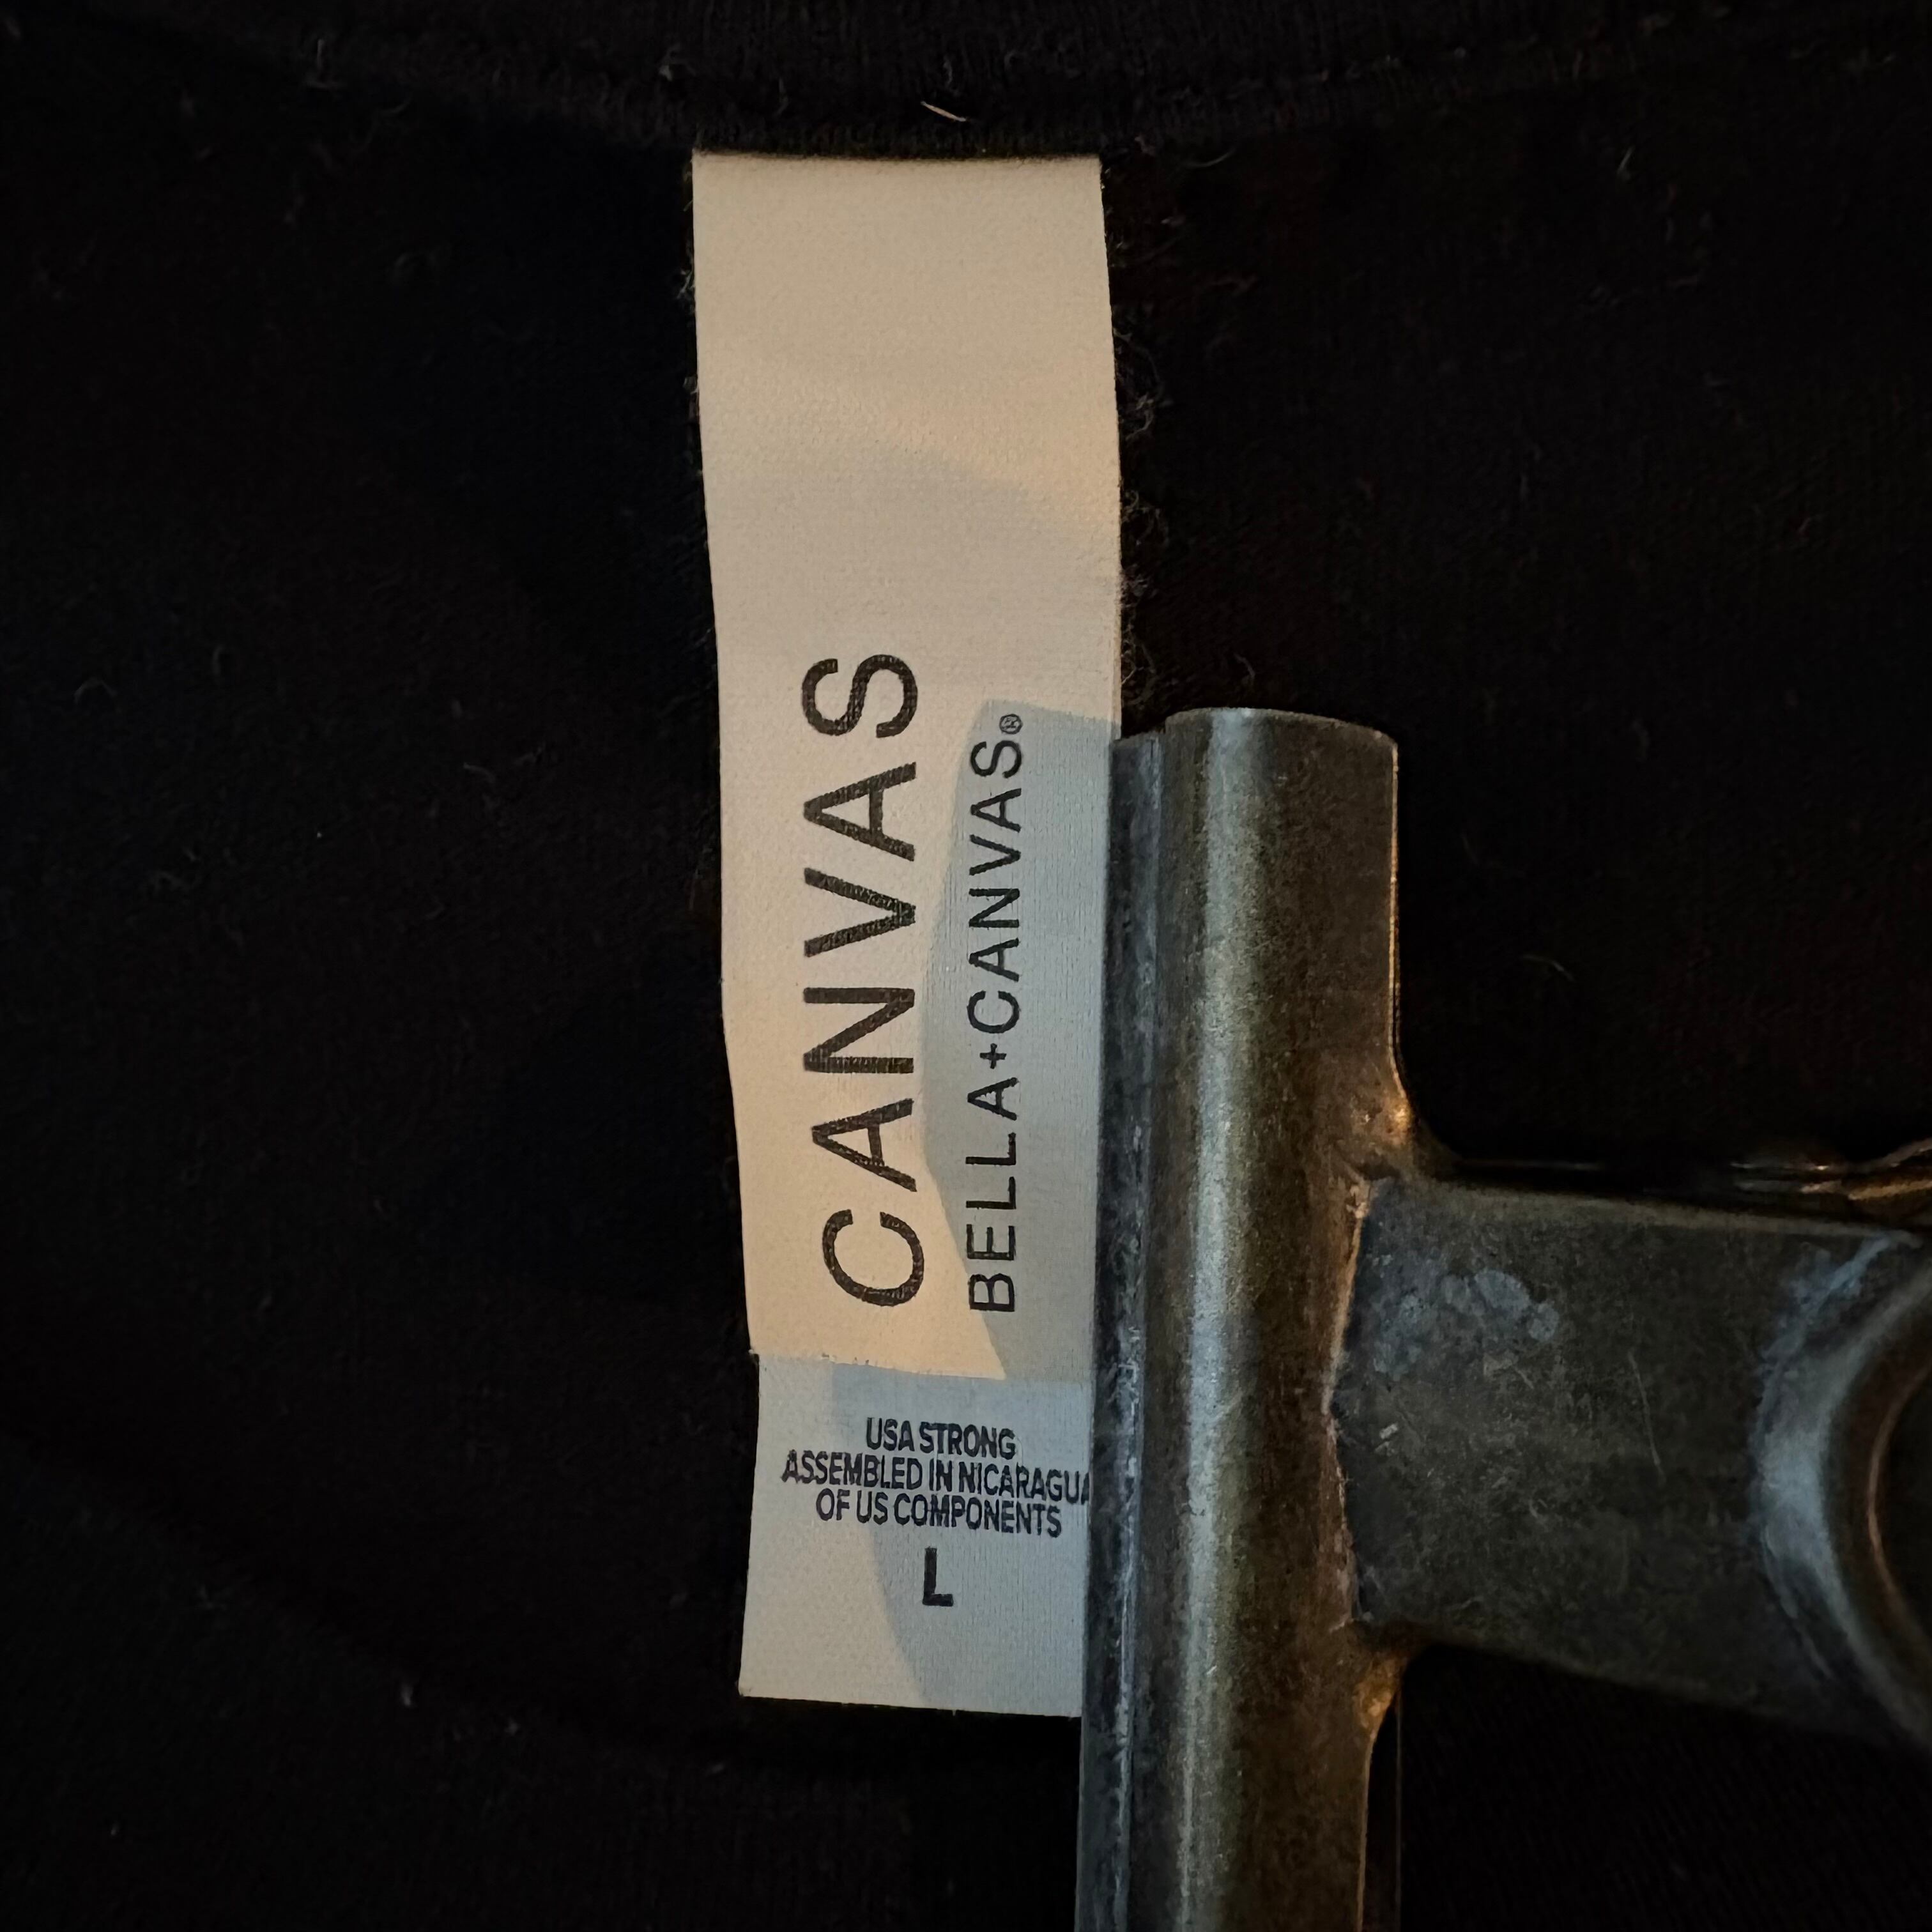 CANVAS
BELLA+CANVAS®
USA STRONG
ASSEMBLED IN NICARAGUA
OF US COMPONENTS
L